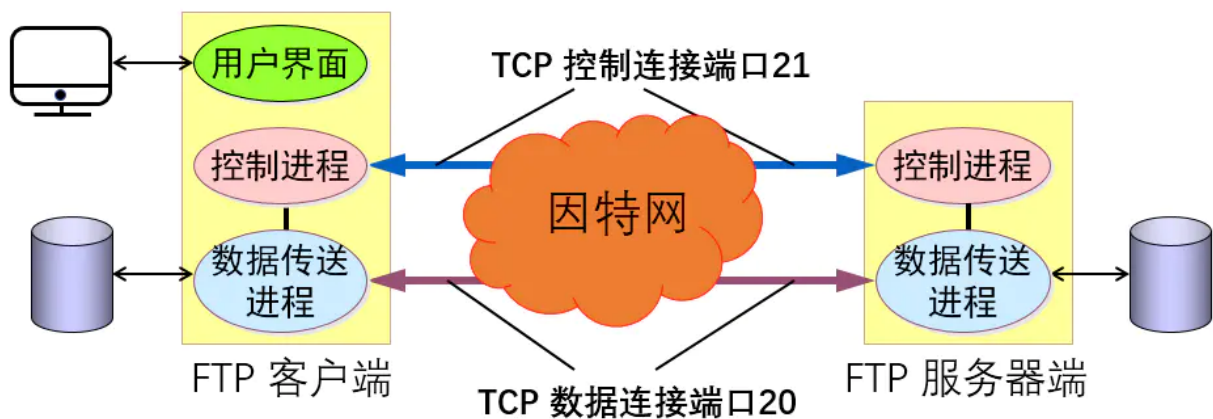 用户界面
TCP 控制连接端口21
控制进程
因特网
控制进程
数据传送
进程
数据传送
进程
FTP 客户端
TCP 数据连接端口20
FTP 服务器端